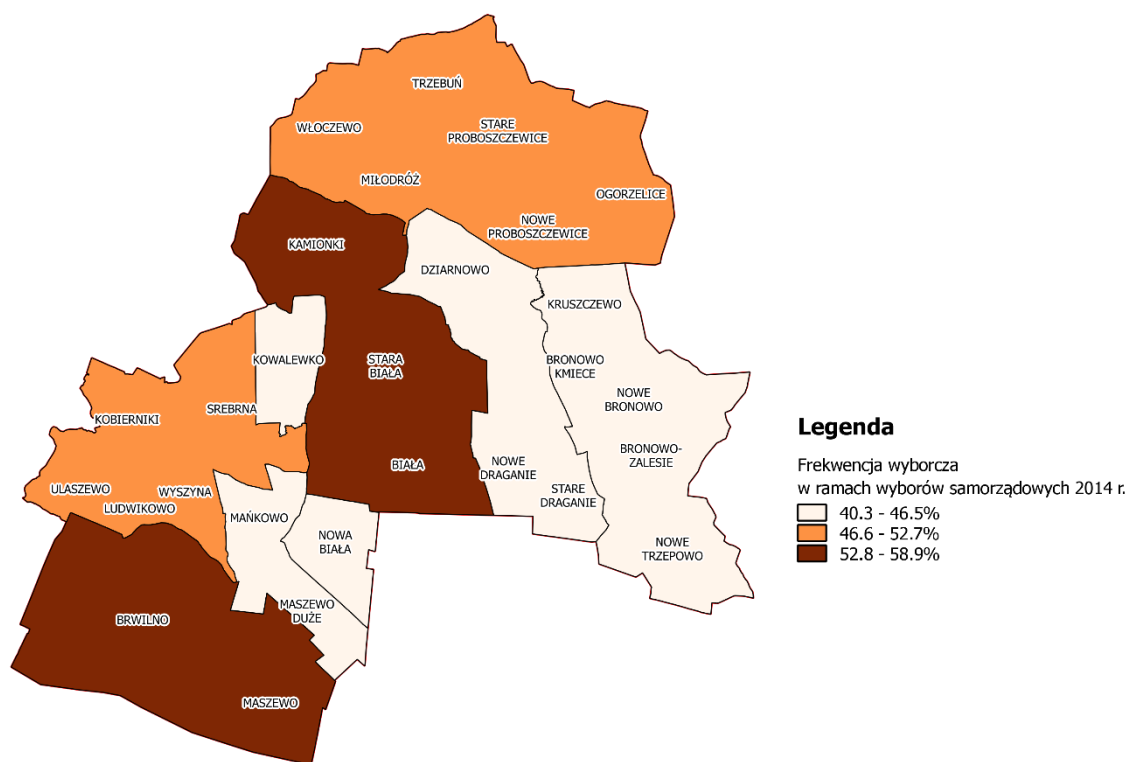 TRZEBUŃ
WŁOCZEWO
STARE
PROBOSZCZEWICE
MIŁODRÓŻ
OGORZELICE
NOWE
PROBOSZCZEWICE
KAMIONKI
DZIARNOWO
KRUSZCZEWO
KOWALEWKO
STARA
BIAŁA
BRONOWO
KMIECE
NOWE
BRONOWO
SREBRNA
KOBIERNIKI
BRONOWO-
ZALESIE
BIAŁA
NOWE
DRAGANIE
ULASZEWO
WYSZYNA
LUDWIKOWO
STARE
DRAGANIE
MAŃKOWO
NOWA
BIAŁA
NOWE
TRZEPOWO
MASZEWO
DUŻE
BRWILNO
MASZEWO
Legenda
Frekwencja wyborcza
w ramach wyborów samorządowych 2014 r.
40.3 - 46.5%
46.6 - 52.7%
52.8 - 58.9%